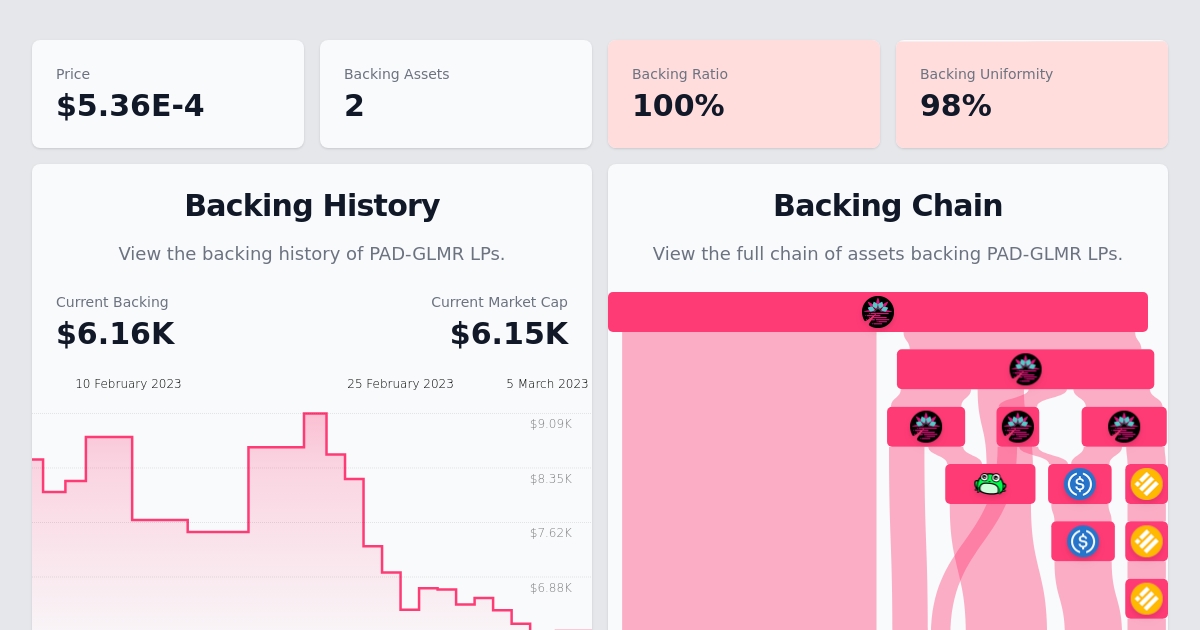 Price
$5.36E-4
Backing Assets
2
Backing Ratio
100%
Backing Uniformity
98%
Backing History
View the backing history of PAD-GLMR LPs.
Current Backing
$6.16K
Current Market Cap
$6.15K
10 February 2023
25 February 2023
5 March 2023
$9.09K
$8.35K
$7.62K
$6.88K
Backing Chain
View the full chain of assets backing PAD-GLMR LPs.